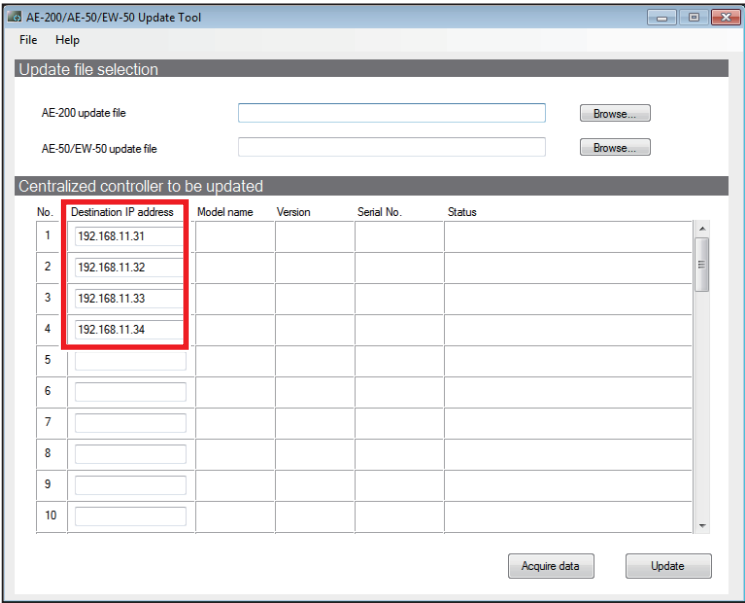 AE-200/AE-50/EW-50 Update Tool
File Help
Update file selection
AE-200 update file
Browse...
AE-50/EW-50 update file
Browse...
Centralized controller to be updated
No. Destination IP address Model name Version Serial No. Status
1 192.168.11.31
2 192.168.11.32
3 192.168.11.33
4 192.168.11.34
5
6
7
8
9
10
Acquire data Update